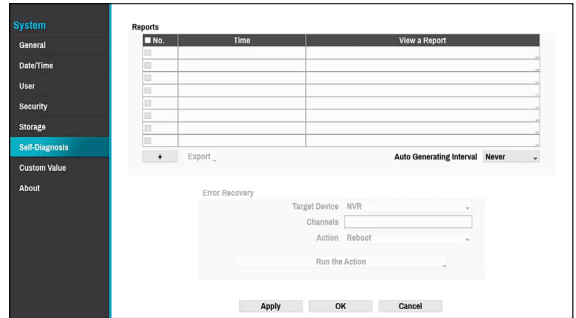 System
General
Date/Time
User
Security
Storage
Self-Diagnosis
Custom Value
About
Reports
No. Time View a Report
+ Export Auto Generating Interval Never
Error Recovery
Target Device NVR
Channels
Action Reboot
Run the Action
Apply OK Cancel